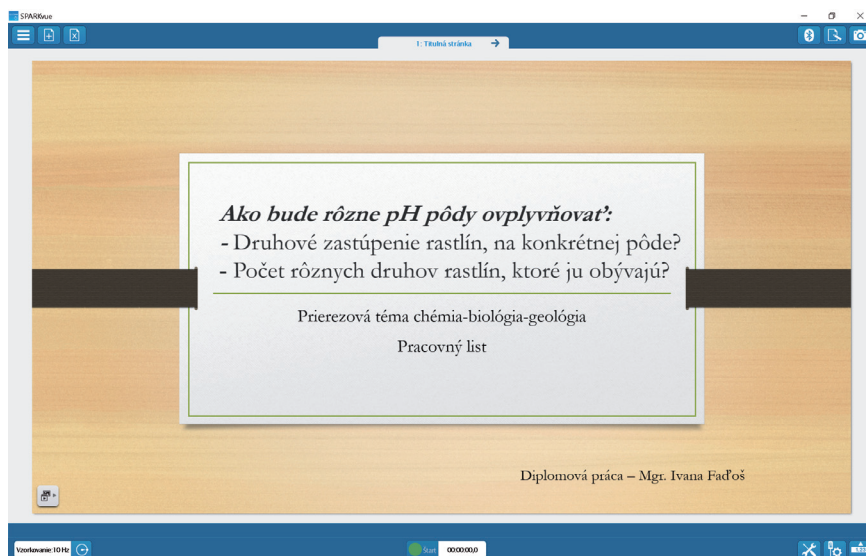 SPARKvue
1: Titulná stránka
Ako bude rôzne pH pôdy ovplyvňovať:
- Druhové zastúpenie rastlín, na konkrétnej pôde?
- Počet rôznych druhov rastlín, ktoré ju obývajú?
Prierezová téma chémia-biológia-geológia
Pracovný list
Diplomová práca – Mgr. Ivana Faďoš
Vzorkovanie:10 Hz
Štart
00:00:00,0